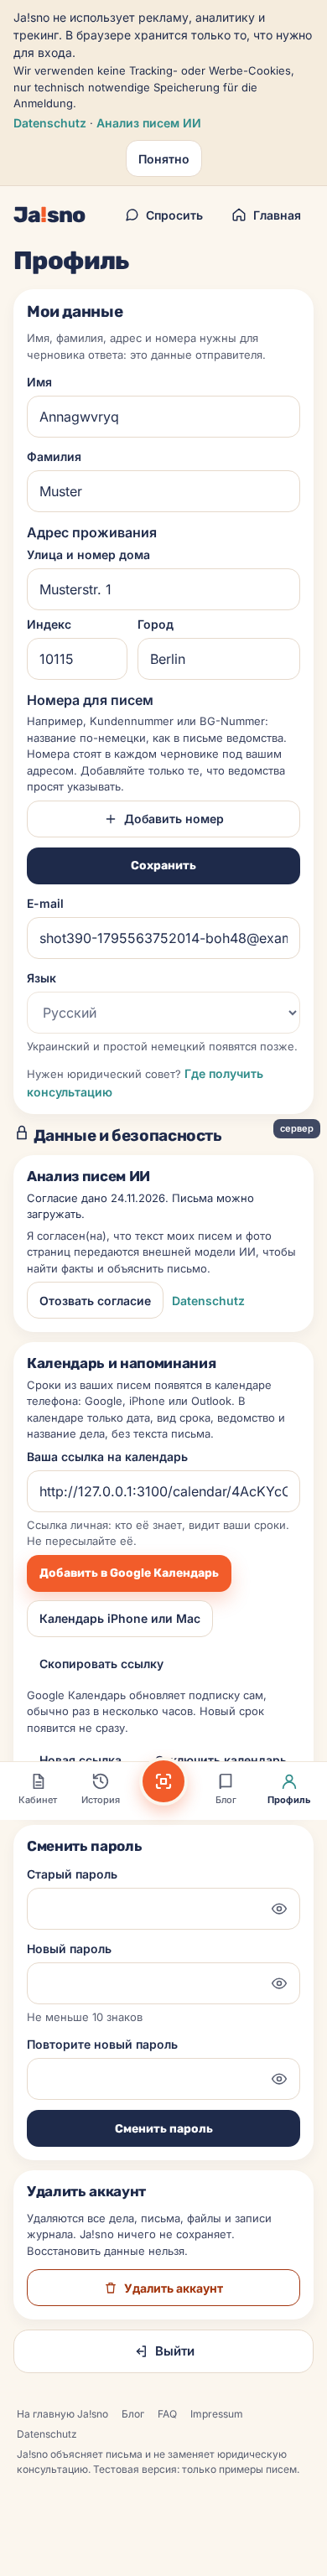 Ja!sno не использует рекламу, аналитику и
трекинг. В браузере хранится только то, что нужно
для входа.
Wir verwenden keine Tracking- oder Werbe-Cookies,
nur technisch notwendige Speicherung für die
Anmeldung.
Datenschutz · Анализ писем ИИ
Понятно
Ja!sno
Спросить
Главная
Профиль
Мои данные
Имя, фамилия, адрес и номера нужны для
черновика ответа: это данные отправителя.
Имя
Annagwvryq
Фамилия
Muster
Адрес проживания
Улица и номер дома
Musterstr. 1
Индекс Город
10115 Berlin
Номера для писем
Например, Kundennummer или BG-Nummer:
название по-немецки, как в письме ведомства.
Номера стоят в каждом черновике под вашим
адресом. Добавляйте только те, что ведомства
просят указывать.
Добавить номер
Сохранить
E-mail
shot390-1795563752014-boh48@exan
Язык
Русский
Украинский и простой немецкий появятся позже.
Нужен юридический совет? Где получить
консультацию
Данные и безопасность
сервер
Анализ писем ИИ
Согласие дано 24.11.2026. Письма можно
загружать.
Я согласен(на), что текст моих писем и фото
страниц передаются внешней модели ИИ, чтобы
найти факты и объяснить письмо.
Отозвать согласие Datenschutz
Календарь и напоминания
Сроки из ваших писем появятся в календаре
телефона: Google, iPhone или Outlook. В
календаре только дата, вид срока, ведомство и
название дела, без текста письма.
Ваша ссылка на календарь
http://127.0.0.1:3100/calendar/4AcKYcC
Ссылка личная: кто её знает, видит ваши сроки.
Не пересылайте её.
Добавить в Google Календарь
Календарь iPhone или Mac
Скопировать ссылку
Google Календарь обновляет подписку сам,
обычно раз в несколько часов. Новый срок
появится не сразу.
Новая ссылка календарь
Кабинет История Блог Профиль
Сменить пароль
Старый пароль
Новый пароль
Не меньше 10 знаков
Повторите новый пароль
Сменить пароль
Удалить аккаунт
Удаляются все дела, письма, файлы и записи
журнала. Ja!sno ничего не сохраняет.
Восстановить данные нельзя.
Удалить аккаунт
Выйти
На главную Ja!sno Блог FAQ Impressum
Datenschutz
Ja!sno объясняет письма и не заменяет юридическую
консультацию. Тестовая версия: только примеры писем.